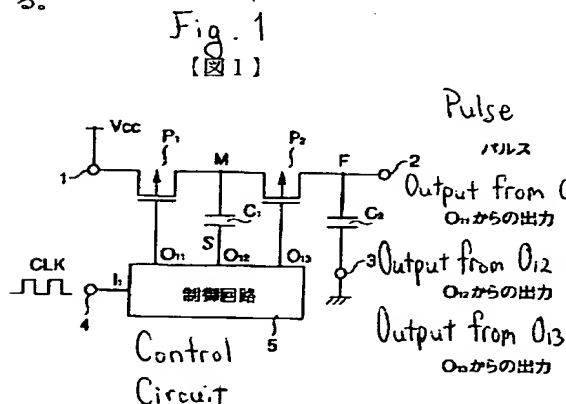 る。
Fig. 1
【図1】
Pulse
パルス
Vcc
P₁
M
P₂
F
1
2
C₁
C₂
Output from
O₁₁からの出力
S
O₁₁
O₁₂
O₁₃
3
Output from O12
O₁₂からの出力
CLK
I₁
4
制御回路
5
Output from O13
O₁₃からの出力
Control
Circuit